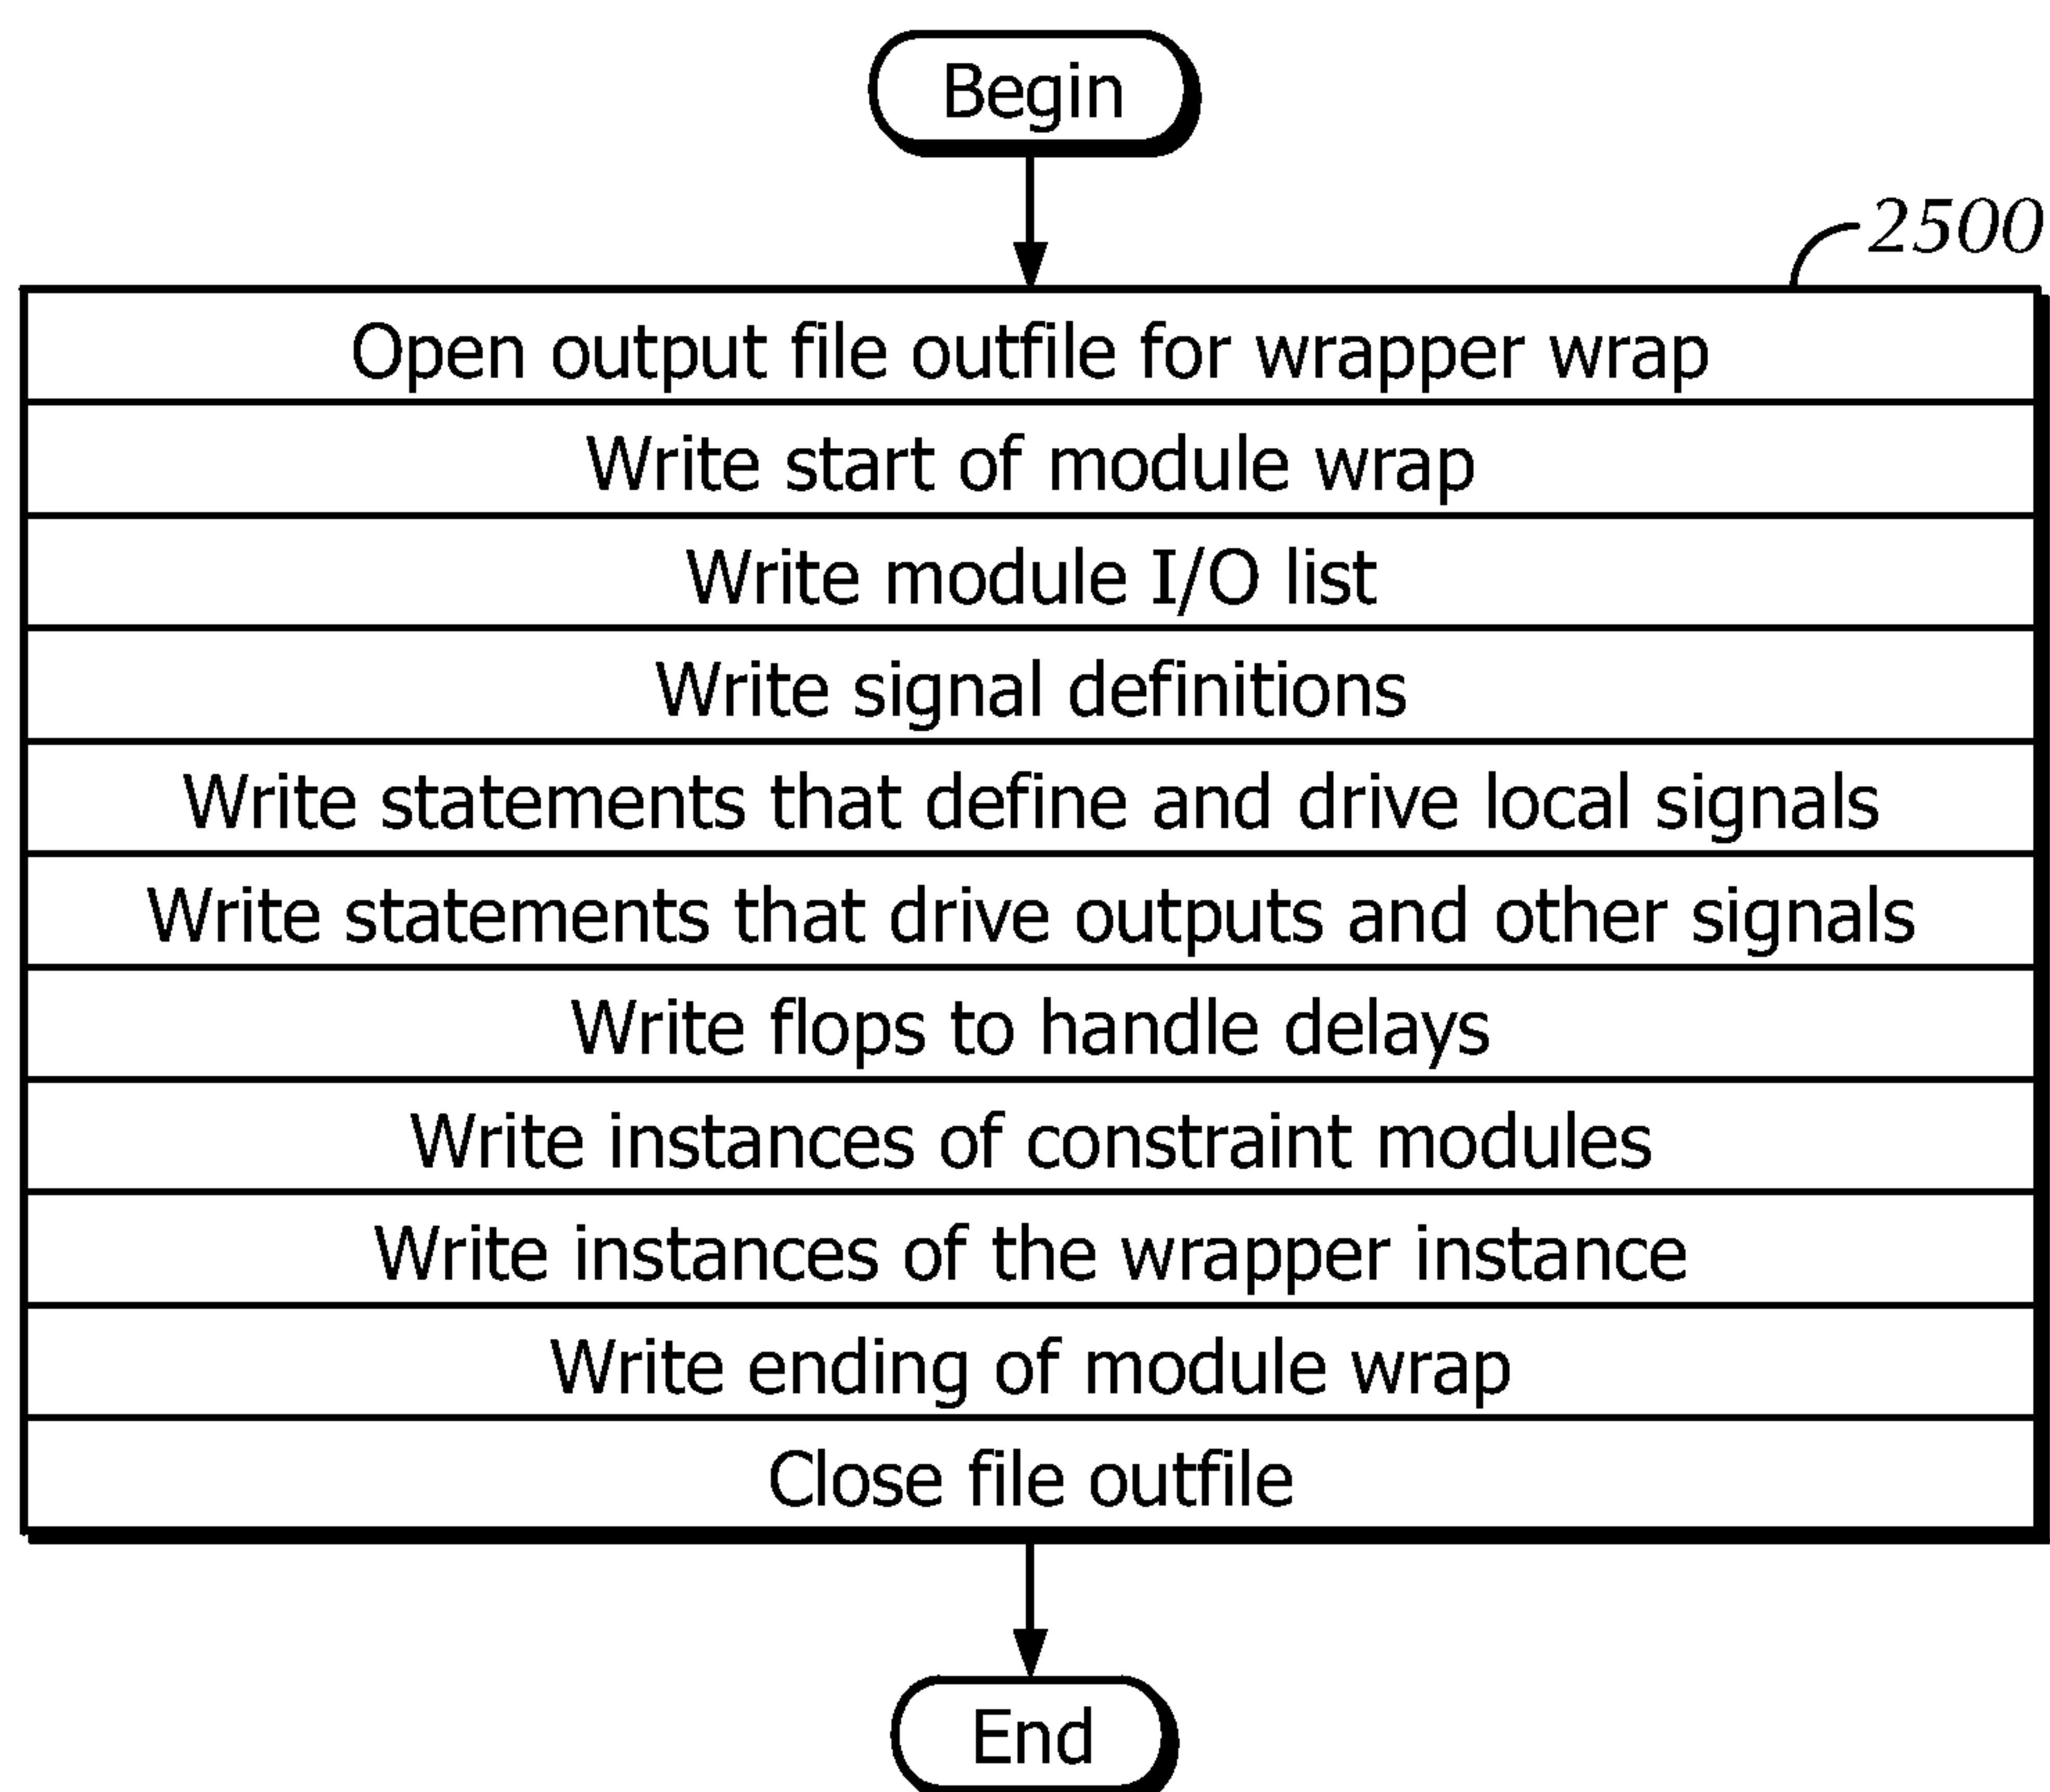 Begin
2500
Open output file outfile for wrapper wrap
Write start of module wrap
Write module I/O list
Write signal definitions
Write statements that define and drive local signals
Write statements that drive outputs and other signals
Write flops to handle delays
Write instances of constraint modules
Write instances of the wrapper instance
Write ending of module wrap
Close file outfile
End